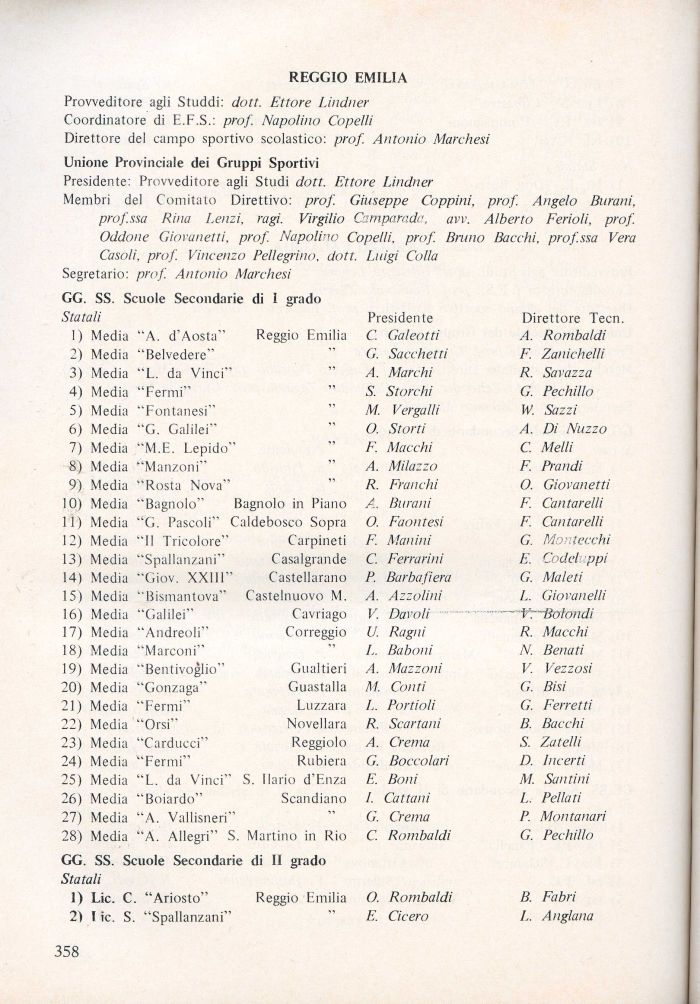 REGGIO EMILIA
Provveditore agli Studdi: dott. Ettore Lindner
Coordinatore di E.F.S.: prof. Napolino Copelli
Direttore del campo sportivo scolastico: prof. Antonio Marchesi
Unione Provinciale dei Gruppi Sportivi
Presidente: Provveditore agli Studi dott. Ettore Lindner
Membri del Comitato Direttivo: prof. Giuseppe Coppini, prof. Angelo Burani,
prof.ssa Rina Lenzi, ragi. Virgilio Camparada, avv. Alberto Ferioli, prof.
Oddone Giovanetti, prof. Napolino Copelli, prof. Bruno Bacchi, prof.ssa Vera
Casoli, prof. Vincenzo Pellegrino, dott. Luigi Colla
Segretario: prof. Antonio Marchesi
GG. SS. Scuole Secondarie di I grado
Statali Presidente Direttore Tecn.
1) Media “A. d’Aosta” Reggio Emilia C. Galeotti A. Rombaldi
2) Media “Belvedere” ” G. Sacchetti F. Zanichelli
3) Media “L. da Vinci” ” A. Marchi R. Savazza
4) Media “Fermi” ” S. Storchi G. Pechillo
5) Media “Fontanesi” ” M. Vergalli W. Sazzi
6) Media “G. Galilei” ” O. Storti A. Di Nuzzo
7) Media “M.E. Lepido” ” F. Macchi C. Melli
8) Media “Manzoni” ” A. Milazzo F. Prandi
9) Media “Rosta Nova” ” R. Franchi O. Giovanetti
10) Media “Bagnolo” Bagnolo in Piano A. Burani F. Cantarelli
11) Media “G. Pascoli” Caldebosco Sopra O. Faontesi F. Cantarelli
12) Media “Il Tricolore” Carpineti F. Manini G. Montecchi
13) Media “Spallanzani” Casalgrande C. Ferrarini E. Codeluppi
14) Media “Giov. XXIII” Castellarano P. Barbafiera G. Maleti
15) Media “Bismantova” Castelnuovo M. A. Azzolini L. Giovanelli
16) Media “Galilei” Cavriago V. Davoli V. Bolondi
17) Media “Andreoli” Correggio U. Ragni R. Macchi
18) Media “Marconi” ” L. Baboni N. Benati
19) Media “Bentivoglio” Gualtieri A. Mazzoni V. Vezzosi
20) Media “Gonzaga” Guastalla M. Conti G. Bisi
21) Media “Fermi” Luzzara L. Portioli G. Ferretti
22) Media “Orsi” Novellara R. Scartani B. Bacchi
23) Media “Carducci” Reggiolo A. Crema S. Zatelli
24) Media “Fermi” Rubiera G. Boccolari D. Incerti
25) Media “L. da Vinci” S. Ilario d’Enza E. Boni M. Santini
26) Media “Boiardo” Scandiano I. Cattani L. Pellati
27) Media “A. Vallisneri” ” G. Crema P. Montanari
28) Media “A. Allegri” S. Martino in Rio C. Rombaldi G. Pechillo
GG. SS. Scuole Secondarie di II grado
Statali
1) Lic. C. “Ariosto” Reggio Emilia O. Rombaldi B. Fabri
2) Lic. S. “Spallanzani” ” E. Cicero L. Anglana
358